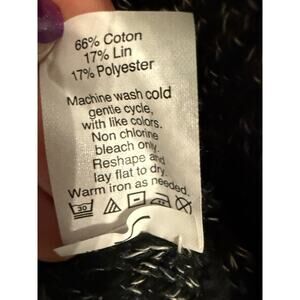 66% Coton
17% Lin
17% Polyester
Machine wash cold
gentle cycle,
with like colors.
Non chlorine
bleach only.
Reshape and
lay flat to dry.
Warm iron as needed.
30
S